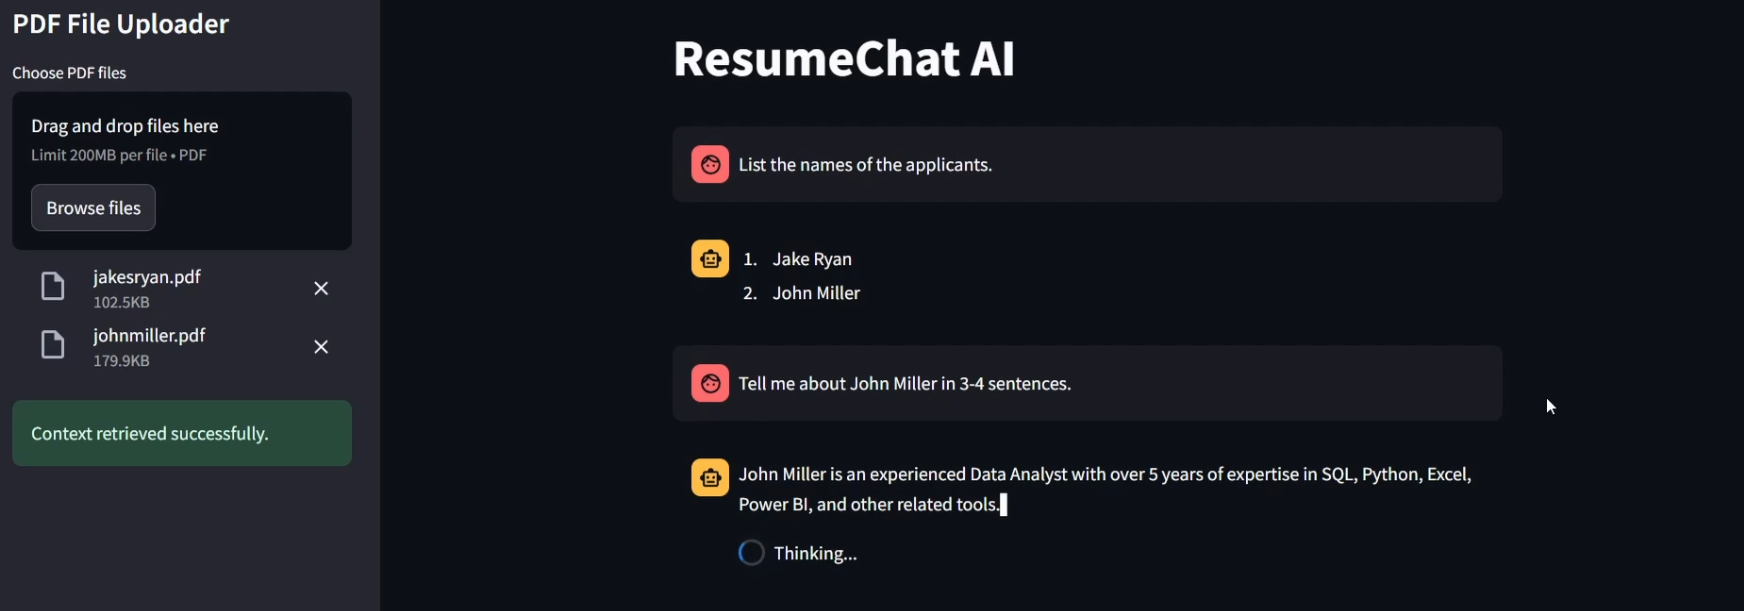 PDF File Uploader
Choose PDF files
Drag and drop files here
Limit 200MB per file • PDF
Browse files
jakesryan.pdf
102.5KB
johnmiller.pdf
179.9KB
Context retrieved successfully.
ResumeChat AI
List the names of the applicants.
1. Jake Ryan
2. John Miller
Tell me about John Miller in 3-4 sentences.
John Miller is an experienced Data Analyst with over 5 years of expertise in SQL, Python, Excel,
Power BI, and other related tools.
Thinking...